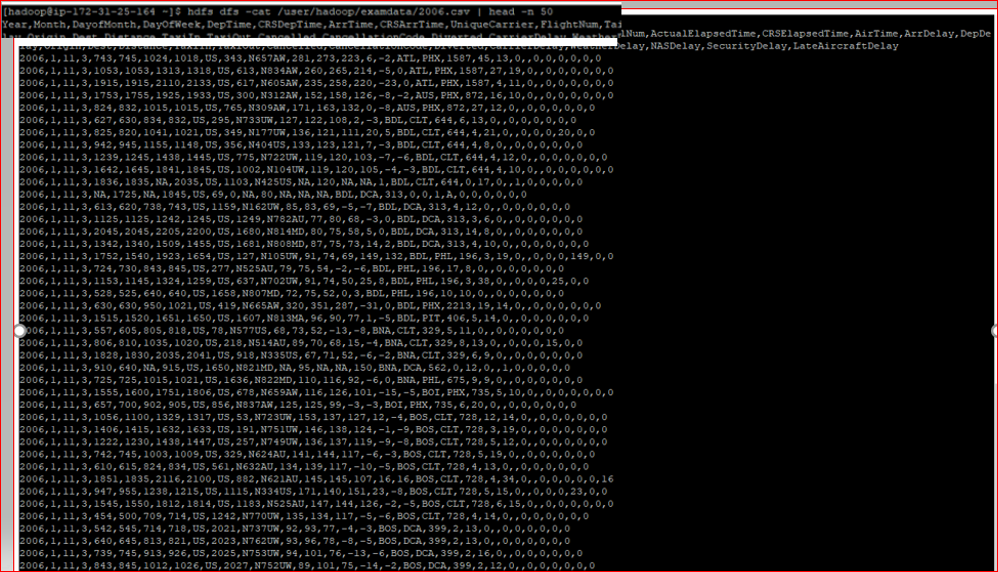 [hadoop@ip-172-31-25-164 ~]$ hdfs dfs -cat /user/hadoop/examdata/2006.csv | head -n 50
Year,Month,DayofMonth,DayOfWeek,DepTime,CRSDepTime,ArrTime,CRSArrTime,UniqueCarrier,FlightNum,Tai
lNum,ActualElapsedTime,CRSElapsedTime,AirTime,ArrDelay,DepDe
lay,Origin,Dest,Distance,TaxiIn,TaxiOut,Cancelled,CancellationCode,Diverted,CarrierDelay,WeatherDelay,NASDelay,SecurityDelay,LateAircraftDelay
2006,1,11,3,743,745,1024,1018,US,343,N657AW,281,273,223,6,-2,ATL,PHX,1587,45,13,0,,0,0,0,0,0,0
2006,1,11,3,1053,1053,1313,1318,US,613,N834AW,260,265,214,-5,0,ATL,PHX,1587,27,19,0,,0,0,0,0,0,0
2006,1,11,3,1915,1915,2110,2133,US,617,N605AW,235,258,220,-23,0,ATL,PHX,1587,4,11,0,,0,0,0,0,0,0
2006,1,11,3,1753,1755,1925,1933,US,300,N312AW,152,158,126,-8,-2,AUS,PHX,872,16,10,0,,0,0,0,0,0,0
2006,1,11,3,824,832,1015,1015,US,765,N309AW,171,163,132,0,-8,AUS,PHX,872,27,12,0,,0,0,0,0,0,0
2006,1,11,3,627,630,834,832,US,295,N733UW,127,122,108,2,-3,BDL,CLT,644,6,13,0,,0,0,0,0,0,0
2006,1,11,3,825,820,1041,1021,US,349,N177UW,136,121,111,20,5,BDL,CLT,644,4,21,0,,0,0,0,20,0,0
2006,1,11,3,942,945,1155,1148,US,356,N404US,133,123,121,7,-3,BDL,CLT,644,4,8,0,,0,0,0,0,0,0
2006,1,11,3,1239,1245,1438,1445,US,775,N722UW,119,120,103,-7,-6,BDL,CLT,644,4,12,0,,0,0,0,0,0,0
2006,1,11,3,1642,1645,1841,1845,US,1002,N104UW,119,120,105,-4,-3,BDL,CLT,644,4,10,0,,0,0,0,0,0,0
2006,1,11,3,1836,1835,NA,2035,US,1103,N425US,NA,120,NA,NA,1,BDL,CLT,644,0,17,0,,1,0,0,0,0,0
2006,1,11,3,NA,1725,NA,1845,US,69,0,NA,80,NA,NA,NA,BDL,DCA,313,0,0,1,A,0,0,0,0,0,0
2006,1,11,3,613,620,738,743,US,1159,N162UW,85,83,69,-5,-7,BDL,DCA,313,4,12,0,,0,0,0,0,0,0
2006,1,11,3,1125,1125,1242,1245,US,1249,N782AU,77,80,68,-3,0,BDL,DCA,313,3,6,0,,0,0,0,0,0,0
2006,1,11,3,2045,2045,2205,2200,US,1680,N814MD,80,75,58,5,0,BDL,DCA,313,14,8,0,,0,0,0,0,0,0
2006,1,11,3,1342,1340,1509,1455,US,1681,N808MD,87,75,73,14,2,BDL,DCA,313,4,10,0,,0,0,0,0,0,0
2006,1,11,3,1752,1540,1923,1654,US,127,N105UW,91,74,69,149,132,BDL,PHL,196,3,19,0,,0,0,0,149,0,0
2006,1,11,3,724,730,843,845,US,277,N525AU,79,75,54,-2,-6,BDL,PHL,196,17,8,0,,0,0,0,0,0,0
2006,1,11,3,1153,1145,1324,1259,US,637,N702UW,91,74,50,25,8,BDL,PHL,196,3,38,0,,0,0,0,25,0,0
2006,1,11,3,528,525,640,640,US,1658,N807MD,72,75,52,0,3,BDL,PHL,196,10,10,0,,0,0,0,0,0,0
2006,1,11,3,630,630,950,1021,US,419,N665AW,320,351,287,-31,0,BDL,PHX,2213,19,14,0,,0,0,0,0,0,0
2006,1,11,3,1515,1520,1651,1650,US,1607,N813MA,96,90,77,1,-5,BDL,PIT,406,5,14,0,,0,0,0,0,0,0
2006,1,11,3,557,605,805,818,US,78,N577US,68,73,52,-13,-8,BNA,CLT,329,5,11,0,,0,0,0,0,0,0
2006,1,11,3,806,810,1035,1020,US,218,N514AU,89,70,68,15,-4,BNA,CLT,329,8,13,0,,0,0,0,15,0,0
2006,1,11,3,1828,1830,2035,2041,US,918,N335US,67,71,52,-6,-2,BNA,CLT,329,6,9,0,,0,0,0,0,0,0
2006,1,11,3,910,640,NA,915,US,1650,N821MD,NA,95,NA,NA,150,BNA,DCA,562,0,12,0,,1,0,0,0,0,0
2006,1,11,3,725,725,1015,1021,US,1636,N822MD,110,116,92,-6,0,BNA,PHL,675,9,9,0,,0,0,0,0,0,0
2006,1,11,3,1555,1600,1751,1806,US,678,N659AW,116,126,101,-15,-5,BOI,PHX,735,5,10,0,,0,0,0,0,0,0
2006,1,11,3,657,700,902,905,US,856,N837AW,125,125,99,-3,-3,BOI,PHX,735,6,20,0,,0,0,0,0,0,0
2006,1,11,3,1056,1100,1329,1317,US,53,N723UW,153,137,127,12,-4,BOS,CLT,728,12,14,0,,0,0,0,0,0,0
2006,1,11,3,1406,1415,1632,1633,US,191,N751UW,146,138,124,-1,-9,BOS,CLT,728,3,19,0,,0,0,0,0,0,0
2006,1,11,3,1222,1230,1438,1447,US,257,N749UW,136,137,119,-9,-8,BOS,CLT,728,5,12,0,,0,0,0,0,0,0
2006,1,11,3,742,745,1003,1009,US,329,N624AU,141,144,117,-6,-3,BOS,CLT,728,5,19,0,,0,0,0,0,0,0
2006,1,11,3,610,615,824,834,US,561,N632AU,134,139,117,-10,-5,BOS,CLT,728,4,13,0,,0,0,0,0,0,0
2006,1,11,3,1851,1835,2116,2100,US,882,N621AU,145,145,107,16,16,BOS,CLT,728,4,34,0,,0,0,0,0,0,16
2006,1,11,3,947,955,1238,1215,US,1115,N334US,171,140,151,23,-8,BOS,CLT,728,5,15,0,,0,0,0,23,0,0
2006,1,11,3,1545,1550,1812,1814,US,1183,N525AU,147,144,126,-2,-5,BOS,CLT,728,6,15,0,,0,0,0,0,0,0
2006,1,11,3,454,500,709,714,US,1242,N770UW,135,134,117,-5,-6,BOS,CLT,728,4,14,0,,0,0,0,0,0,0
2006,1,11,3,542,545,714,718,US,2021,N737UW,92,93,77,-4,-3,BOS,DCA,399,2,13,0,,0,0,0,0,0,0
2006,1,11,3,640,645,813,821,US,2023,N762UW,93,96,78,-8,-5,BOS,DCA,399,2,13,0,,0,0,0,0,0,0
2006,1,11,3,739,745,913,926,US,2025,N753UW,94,101,76,-13,-6,BOS,DCA,399,2,16,0,,0,0,0,0,0,0
2006,1,11,3,843,845,1012,1026,US,2027,N752UW,89,101,75,-14,-2,BOS,DCA,399,2,12,0,,0,0,0,0,0,0